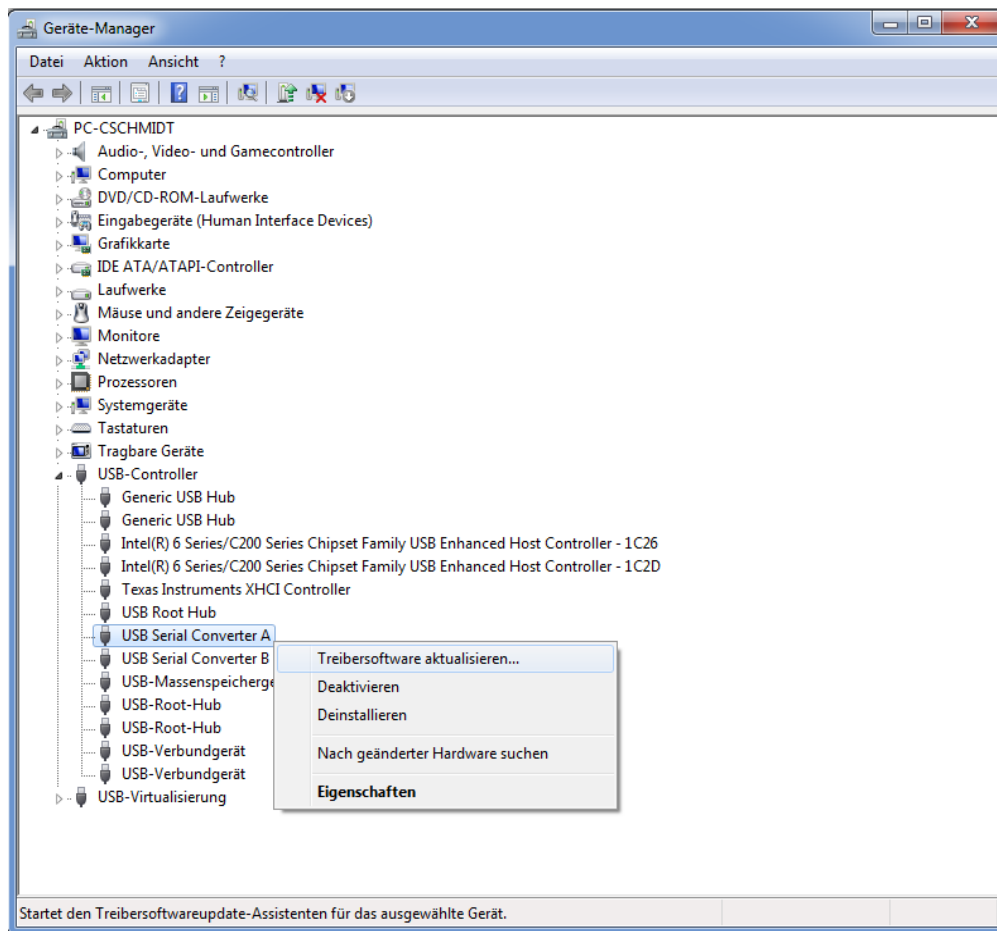 Geräte-Manager
Datei Aktion Ansicht ?
PC-CSCHMIDT
Audio-, Video- und Gamecontroller
Computer
DVD/CD-ROM-Laufwerke
Eingabegeräte (Human Interface Devices)
Grafikkarte
IDE ATA/ATAPI-Controller
Laufwerke
Mäuse und andere Zeigegeräte
Monitore
Netzwerkadapter
Prozessoren
Systemgeräte
Tastaturen
Tragbare Geräte
USB-Controller
Generic USB Hub
Generic USB Hub
Intel(R) 6 Series/C200 Series Chipset Family USB Enhanced Host Controller - 1C26
Intel(R) 6 Series/C200 Series Chipset Family USB Enhanced Host Controller - 1C2D
Texas Instruments XHCI Controller
USB Root Hub
USB Serial Converter A
USB Serial Converter B
USB-Massenspeicherge
USB-Root-Hub
USB-Root-Hub
USB-Verbundgerät
USB-Verbundgerät
USB-Virtualisierung
Treibersoftware aktualisieren...
Deaktivieren
Deinstallieren
Nach geänderter Hardware suchen
Eigenschaften
Startet den Treibersoftwareupdate-Assistenten für das ausgewählte Gerät.